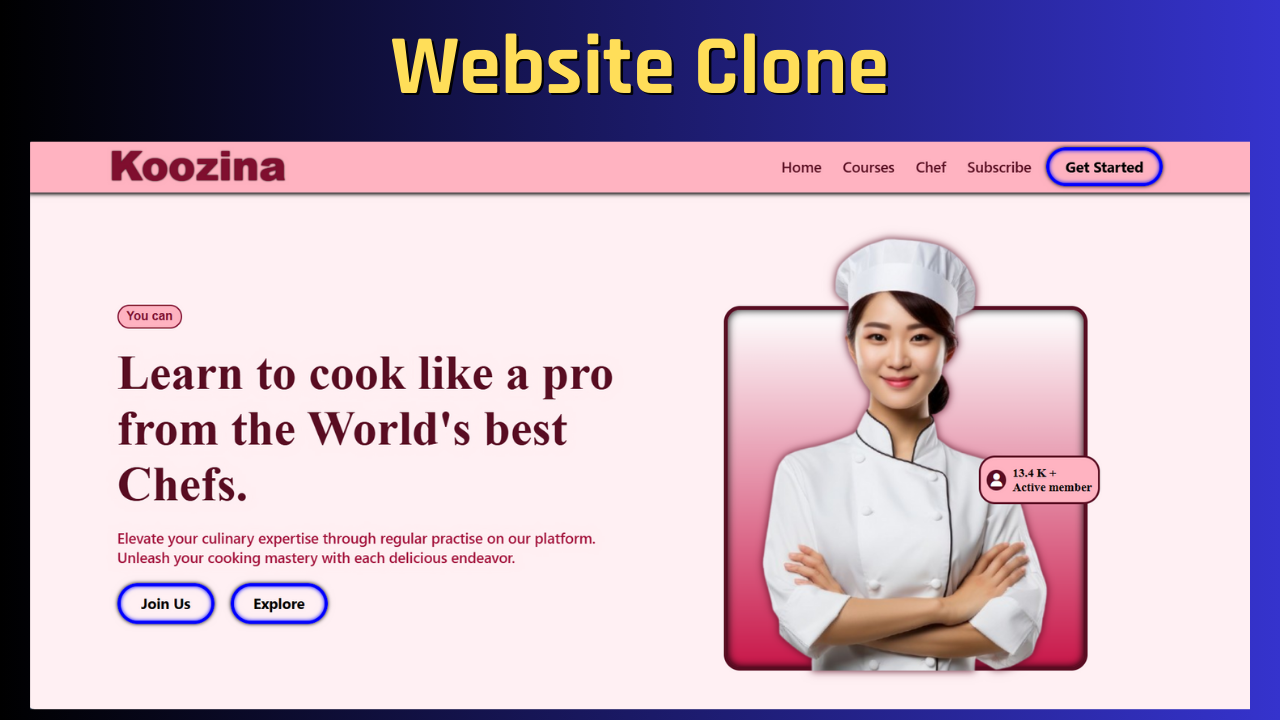 Website Clone
Koozina
Home Courses Chef Subscribe Get Started
You can
Learn to cook like a pro
from the World's best
Chefs.
Elevate your culinary expertise through regular practise on our platform.
Unleash your cooking mastery with each delicious endeavor.
Join Us Explore
13.4 K +
Active member